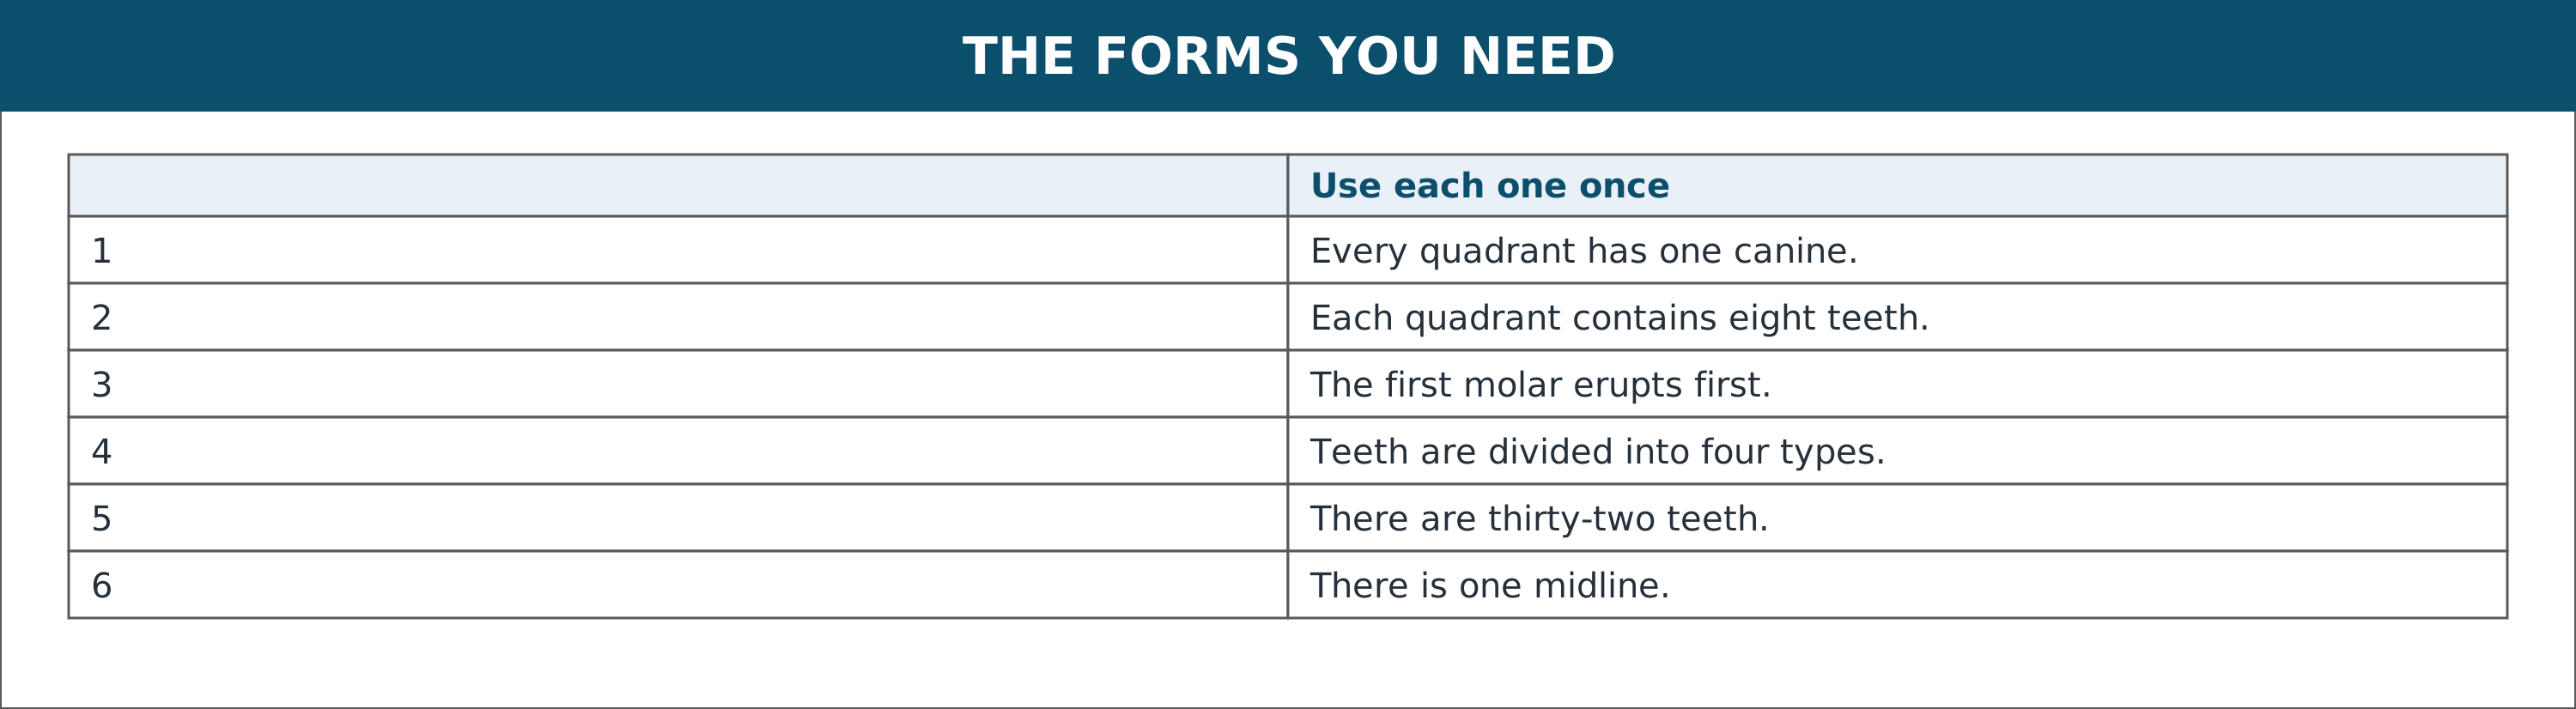 THE FORMS YOU NEED
Use each one once
1 Every quadrant has one canine.
2 Each quadrant contains eight teeth.
3 The first molar erupts first.
4 Teeth are divided into four types.
5 There are thirty-two teeth.
6 There is one midline.